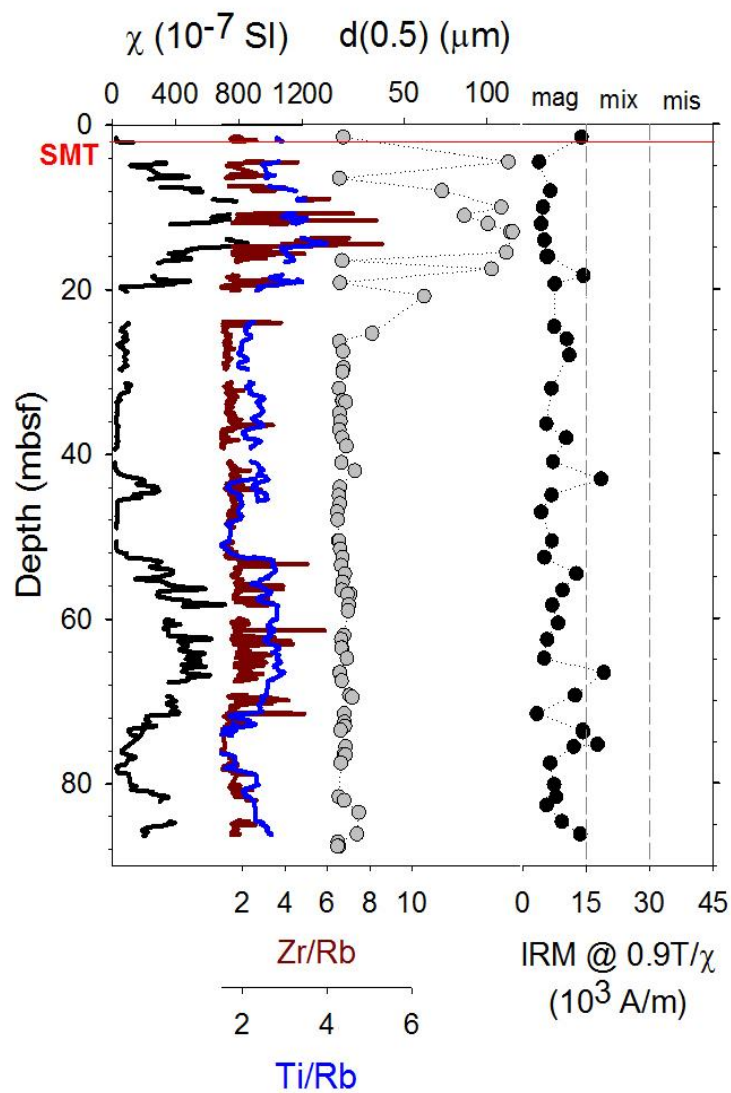 χ (10⁻⁷ SI) d(0.5) (μm)
0 400 800 1200 50 100 mag mix mis
0
SMT
20
40
60
80
Depth (mbsf)
2 4 6 8 10 0 15 30 45
Zr/Rb IRM @ 0.9T/χ
(10³ A/m)
2 4 6
Ti/Rb